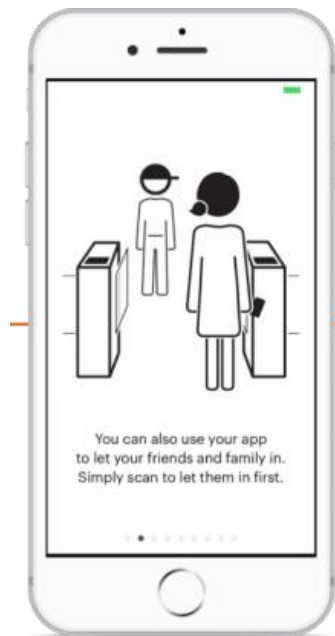 You can also use your app
to let your friends and family in.
Simply scan to let them in first.